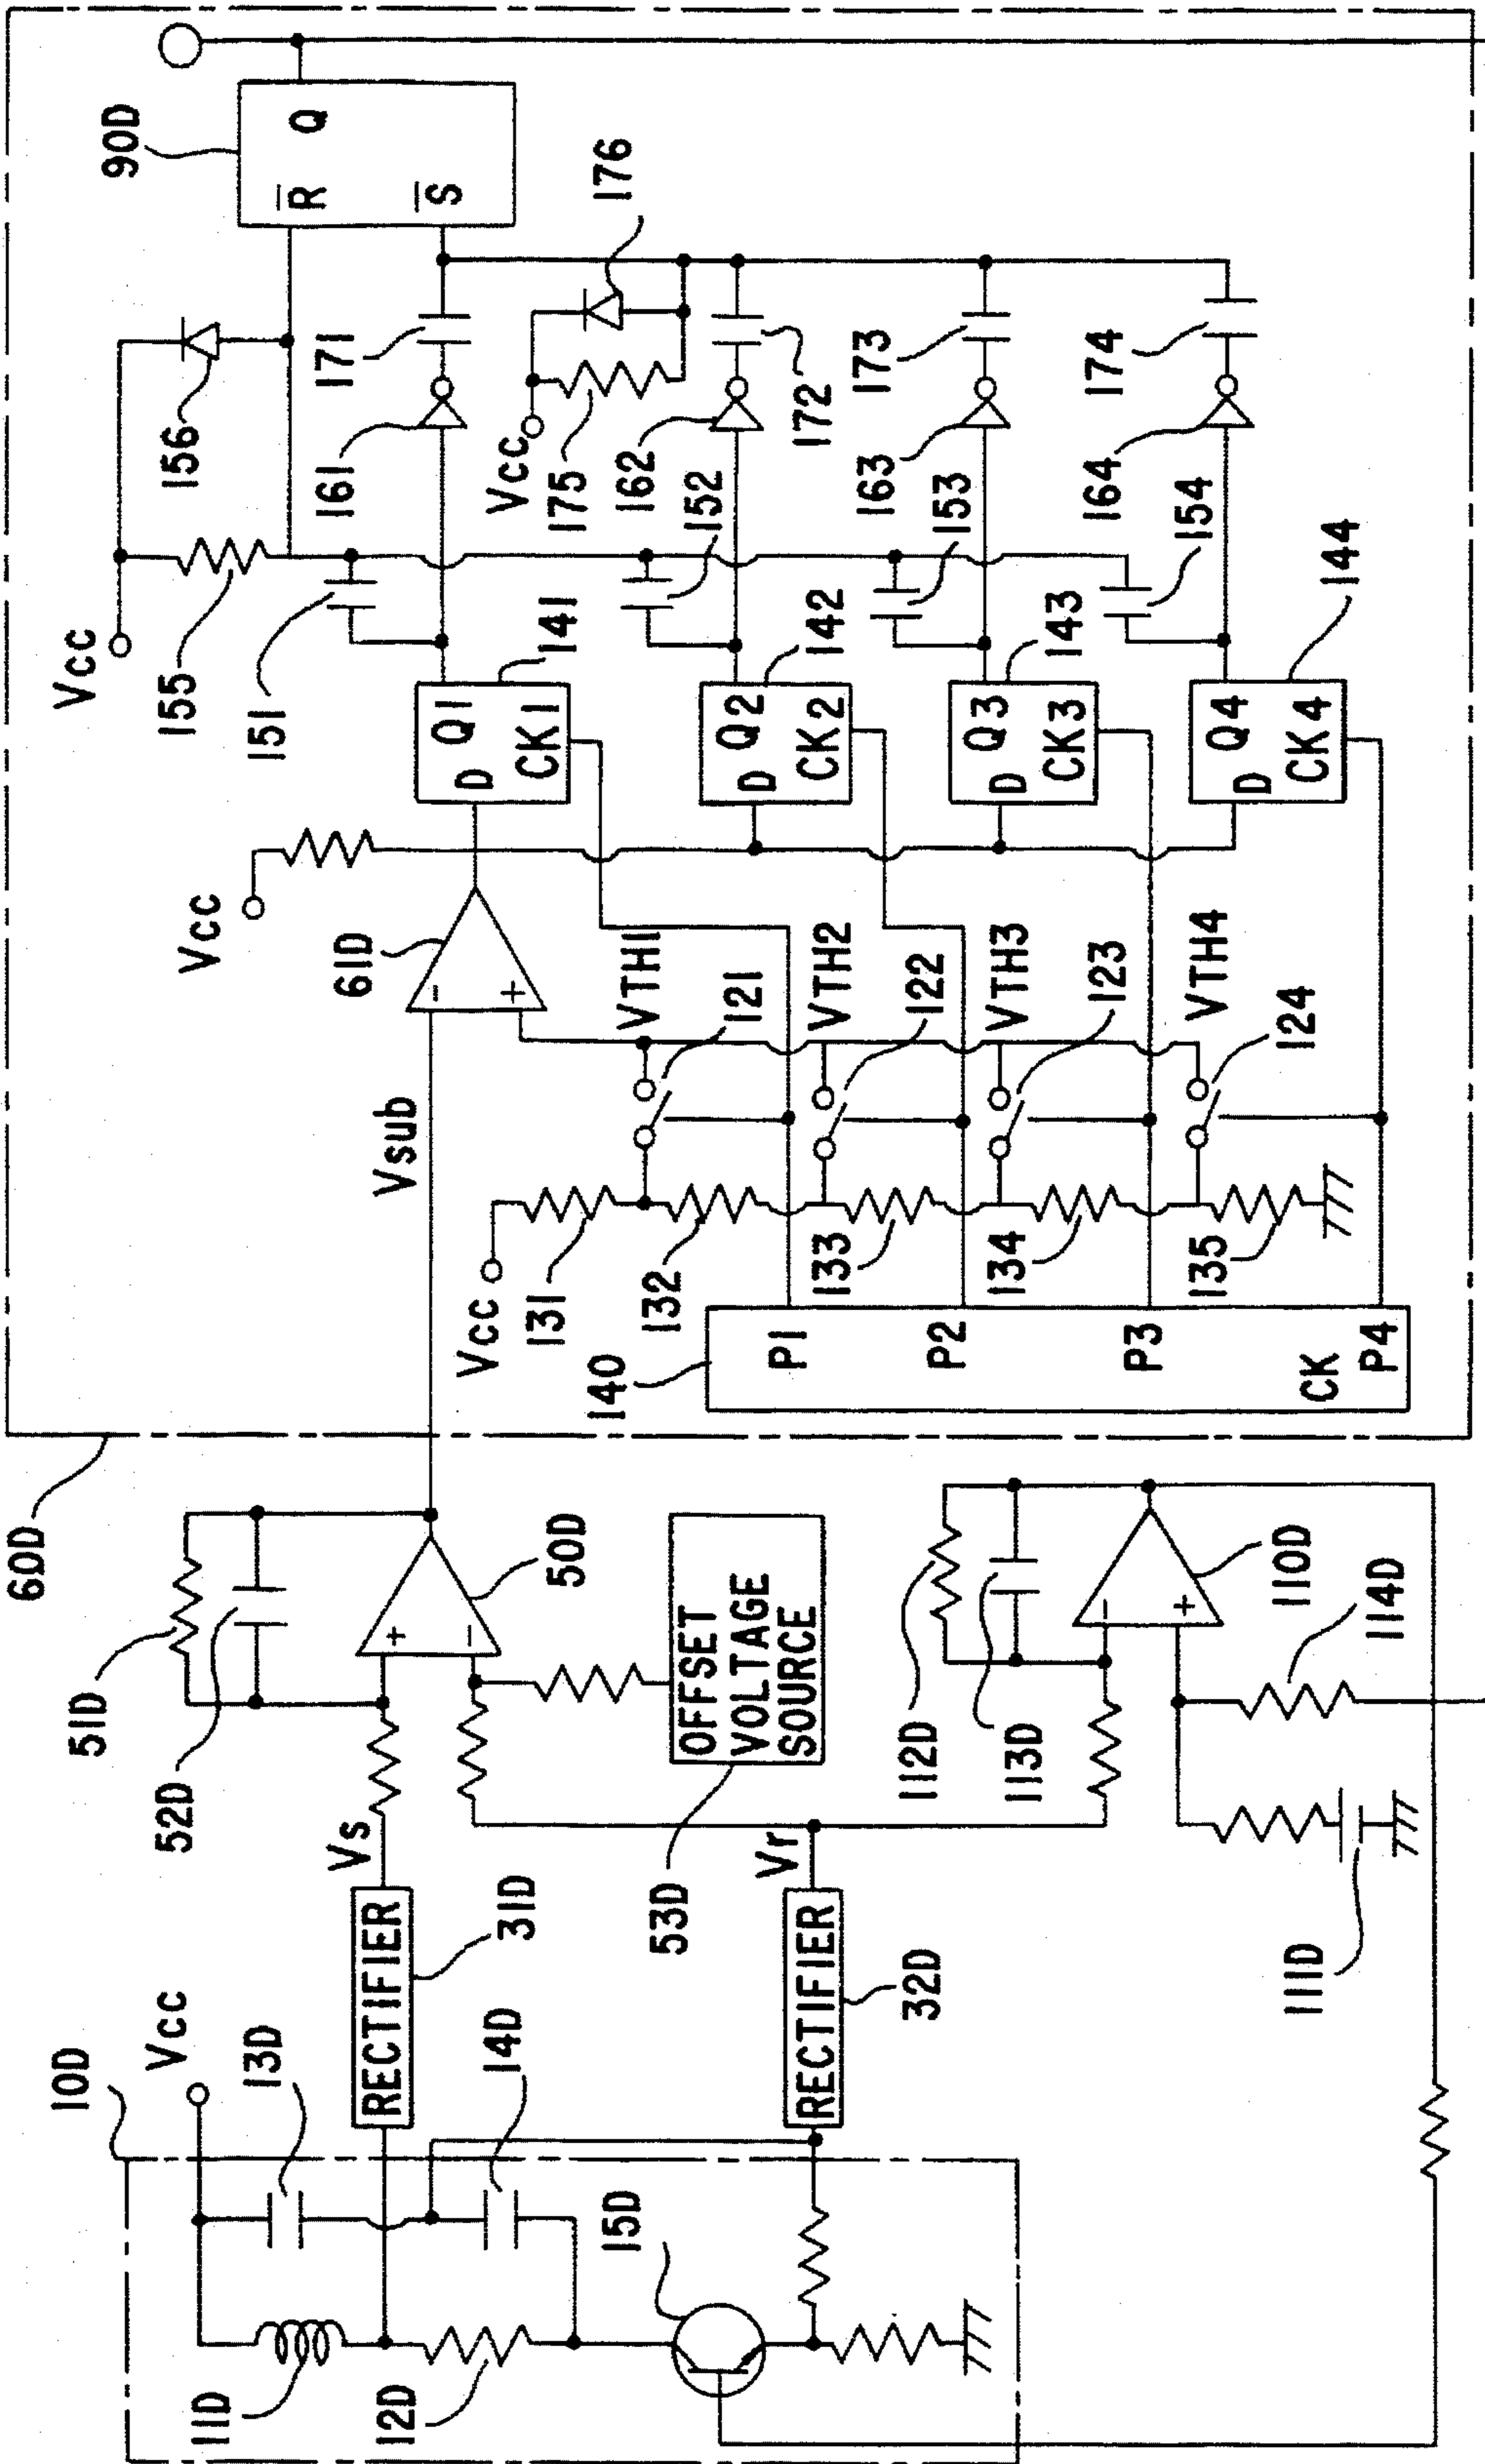 10D
Vcc
13D
14D
11D
12D
15D
RECTIFIER
31D
Vs
RECTIFIER
32D
Vr
51D
52D
50D
+
-
OFFSET
VOLTAGE
SOURCE
53D
112D
113D
110D
-
+
114D
111D
60D
Vsub
61D
-
+
Vcc
131
132
133
134
135
140
P1
P2
P3
CK
P4
VTH1
121
VTH2
122
VTH3
123
VTH4
124
Vcc
D
Q1
CK1
141
D
Q2
CK2
142
D
Q3
CK3
143
D
Q4
CK4
144
Vcc
155
156
151
152
153
154
161
162
163
164
171
172
173
174
Vcc
175
176
90D
R
S
Q